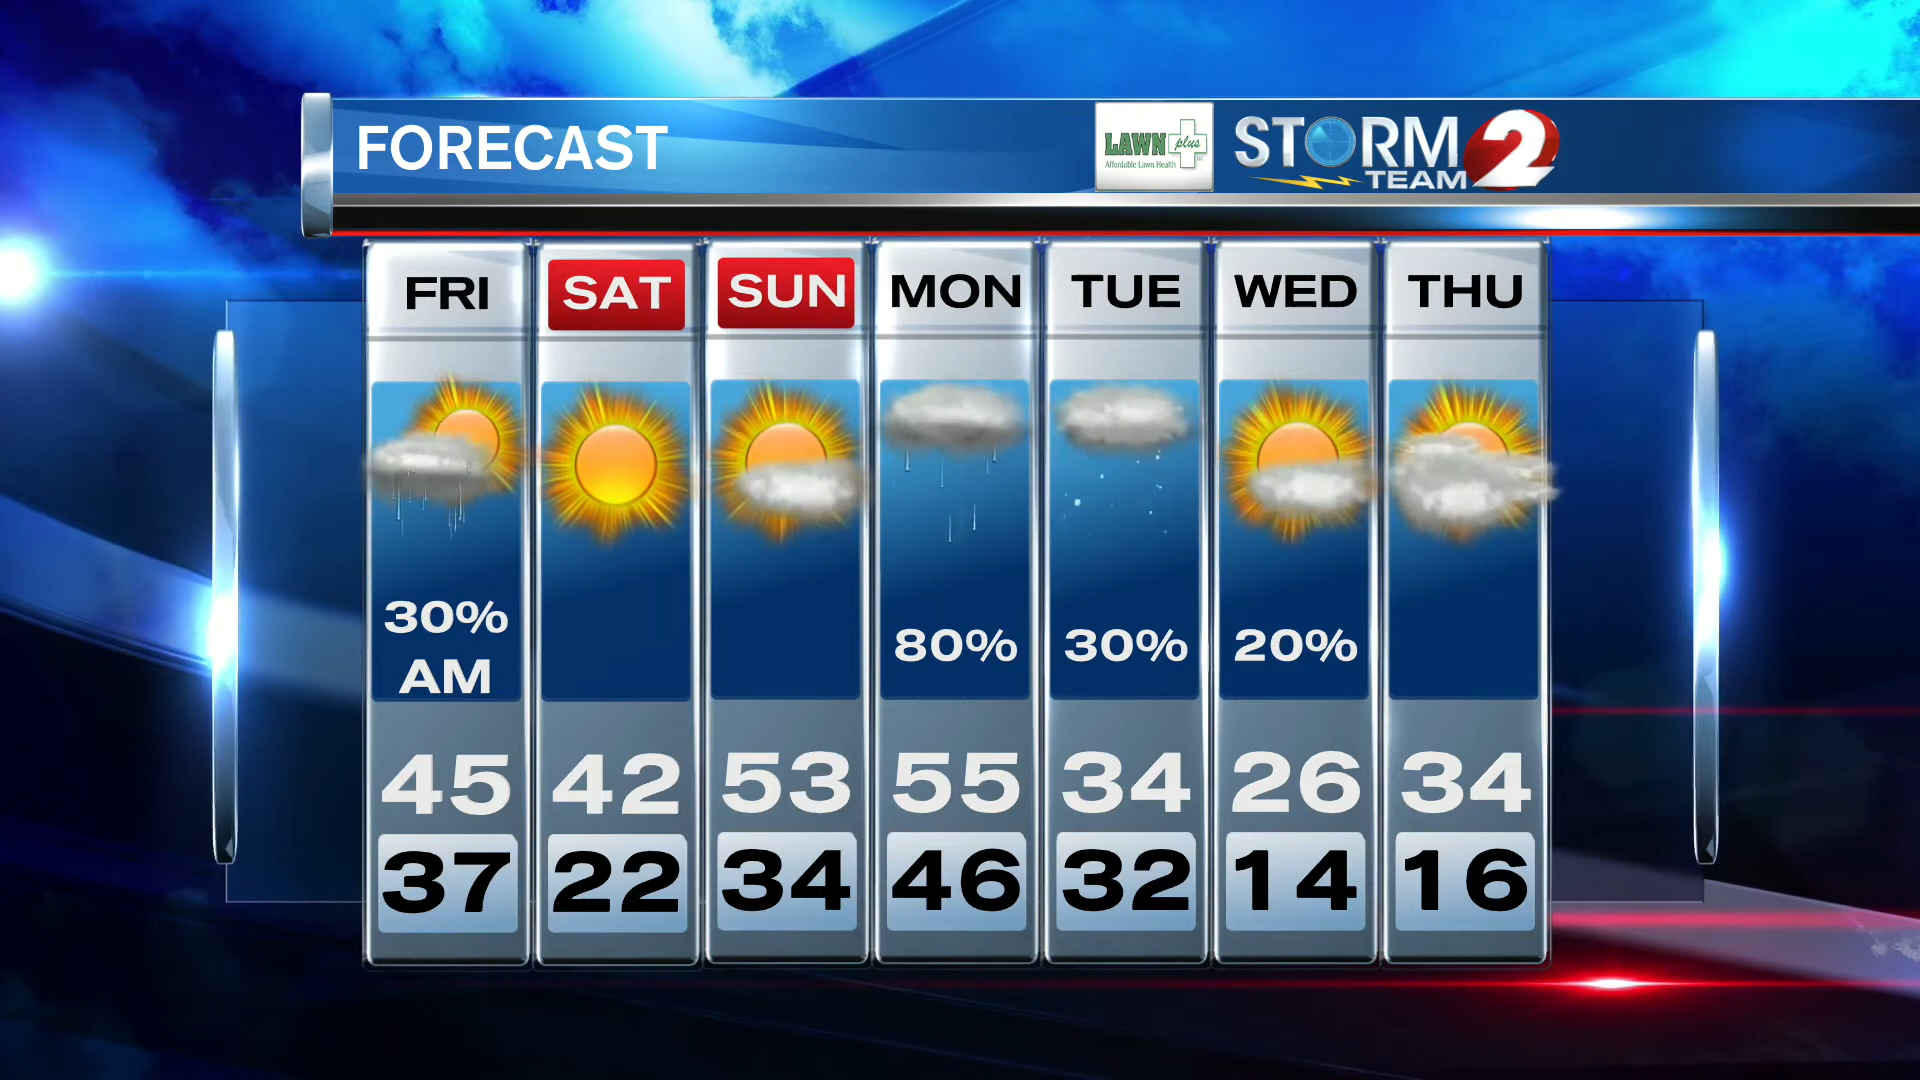 FORECAST
LAWN plus
Affordable Lawn Health
STORM
TEAM 2
FRI SAT SUN MON TUE WED THU
30% 80% 30% 20%
AM
45 42 53 55 34 26 34
37 22 34 46 32 14 16